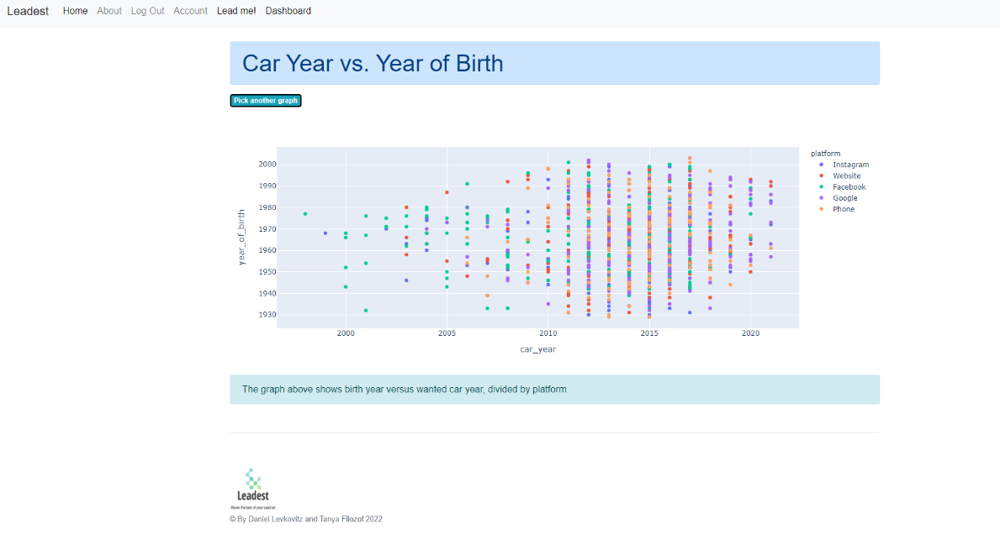 Leadest Home About Log Out Account Lead me! Dashboard
Car Year vs. Year of Birth
Pick another graph
platform
Instagram
Website
Facebook
Google
Phone
year_of_birth
2000
1990
1980
1970
1960
1950
1940
1930
2000 2005 2010 2015 2020
car_year
The graph above shows birth year versus wanted car year, divided by platform.
Leadest
© By Daniel Levkovitz and Tanya Filozof 2022